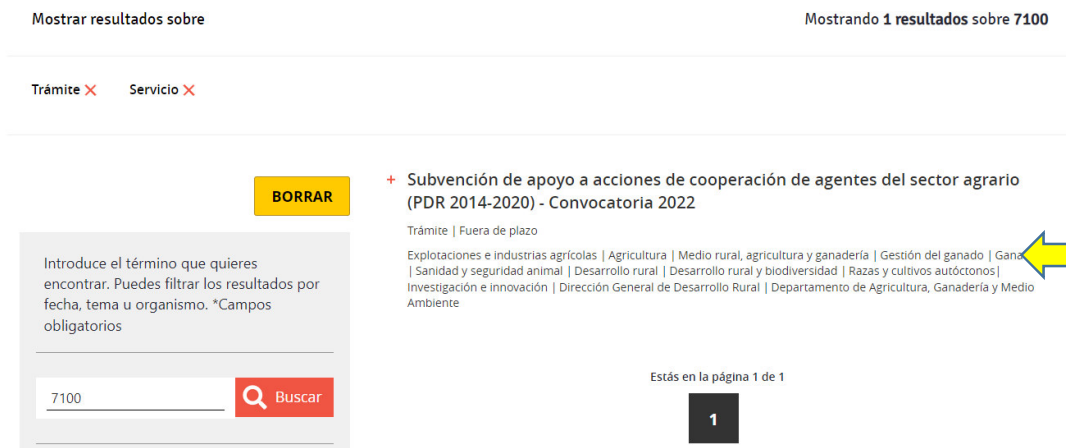 Mostrar resultados sobre
Mostrando 1 resultados sobre 7100
Trámite
Servicio
BORRAR
Introduce el término que quieres
encontrar. Puedes filtrar los resultados por
fecha, tema u organismo. *Campos
obligatorios
7100
Buscar
+ Subvención de apoyo a acciones de cooperación de agentes del sector agrario
(PDR 2014-2020) - Convocatoria 2022
Trámite | Fuera de plazo
Explotaciones e industrias agrícolas | Agricultura | Medio rural, agricultura y ganadería | Gestión del ganado |
| Sanidad y seguridad animal | Desarrollo rural | Desarrollo rural y biodiversidad | Razas y cultivos autóctonos|
Investigación e innovación | Dirección General de Desarrollo Rural | Departamento de Agricultura, Ganadería y Medio
Ambiente
Estás en la página 1 de 1
1